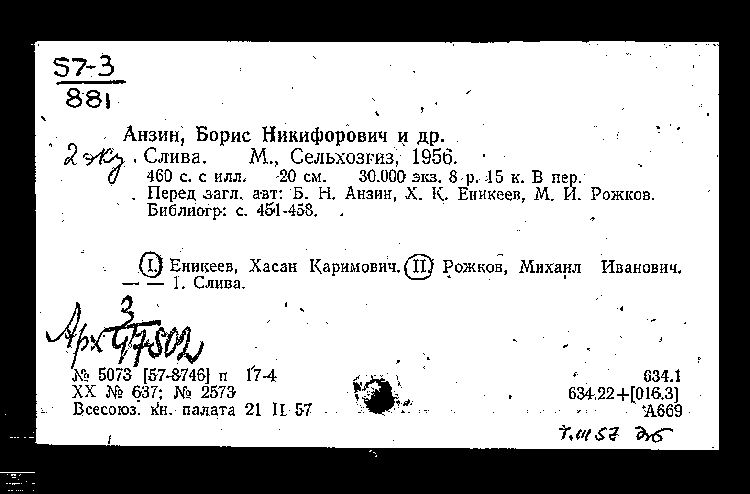 57-3
881
Анзин, Борис Никифорович и др.
2 экз. Слива. М., Сельхозгиз, 1956.
460 с. с илл. 20 см. 30.000 экз. 8 р. 15 к. В пер.
Перед загл. авт: Б. Н. Анзин, Х. К. Еникеев, М. И. Рожков.
Библиогр: с. 451-458.
I. Еникеев, Хасан Каримович. II. Рожков, Михаил Иванович.
— — 1. Слива.
Арх 3
47502
№ 5073 [57-8746] п 17-4
634.1
XX № 637; № 2573
634.22+[016.3]
Всесоюз. кн. палата 21 II 57
А669